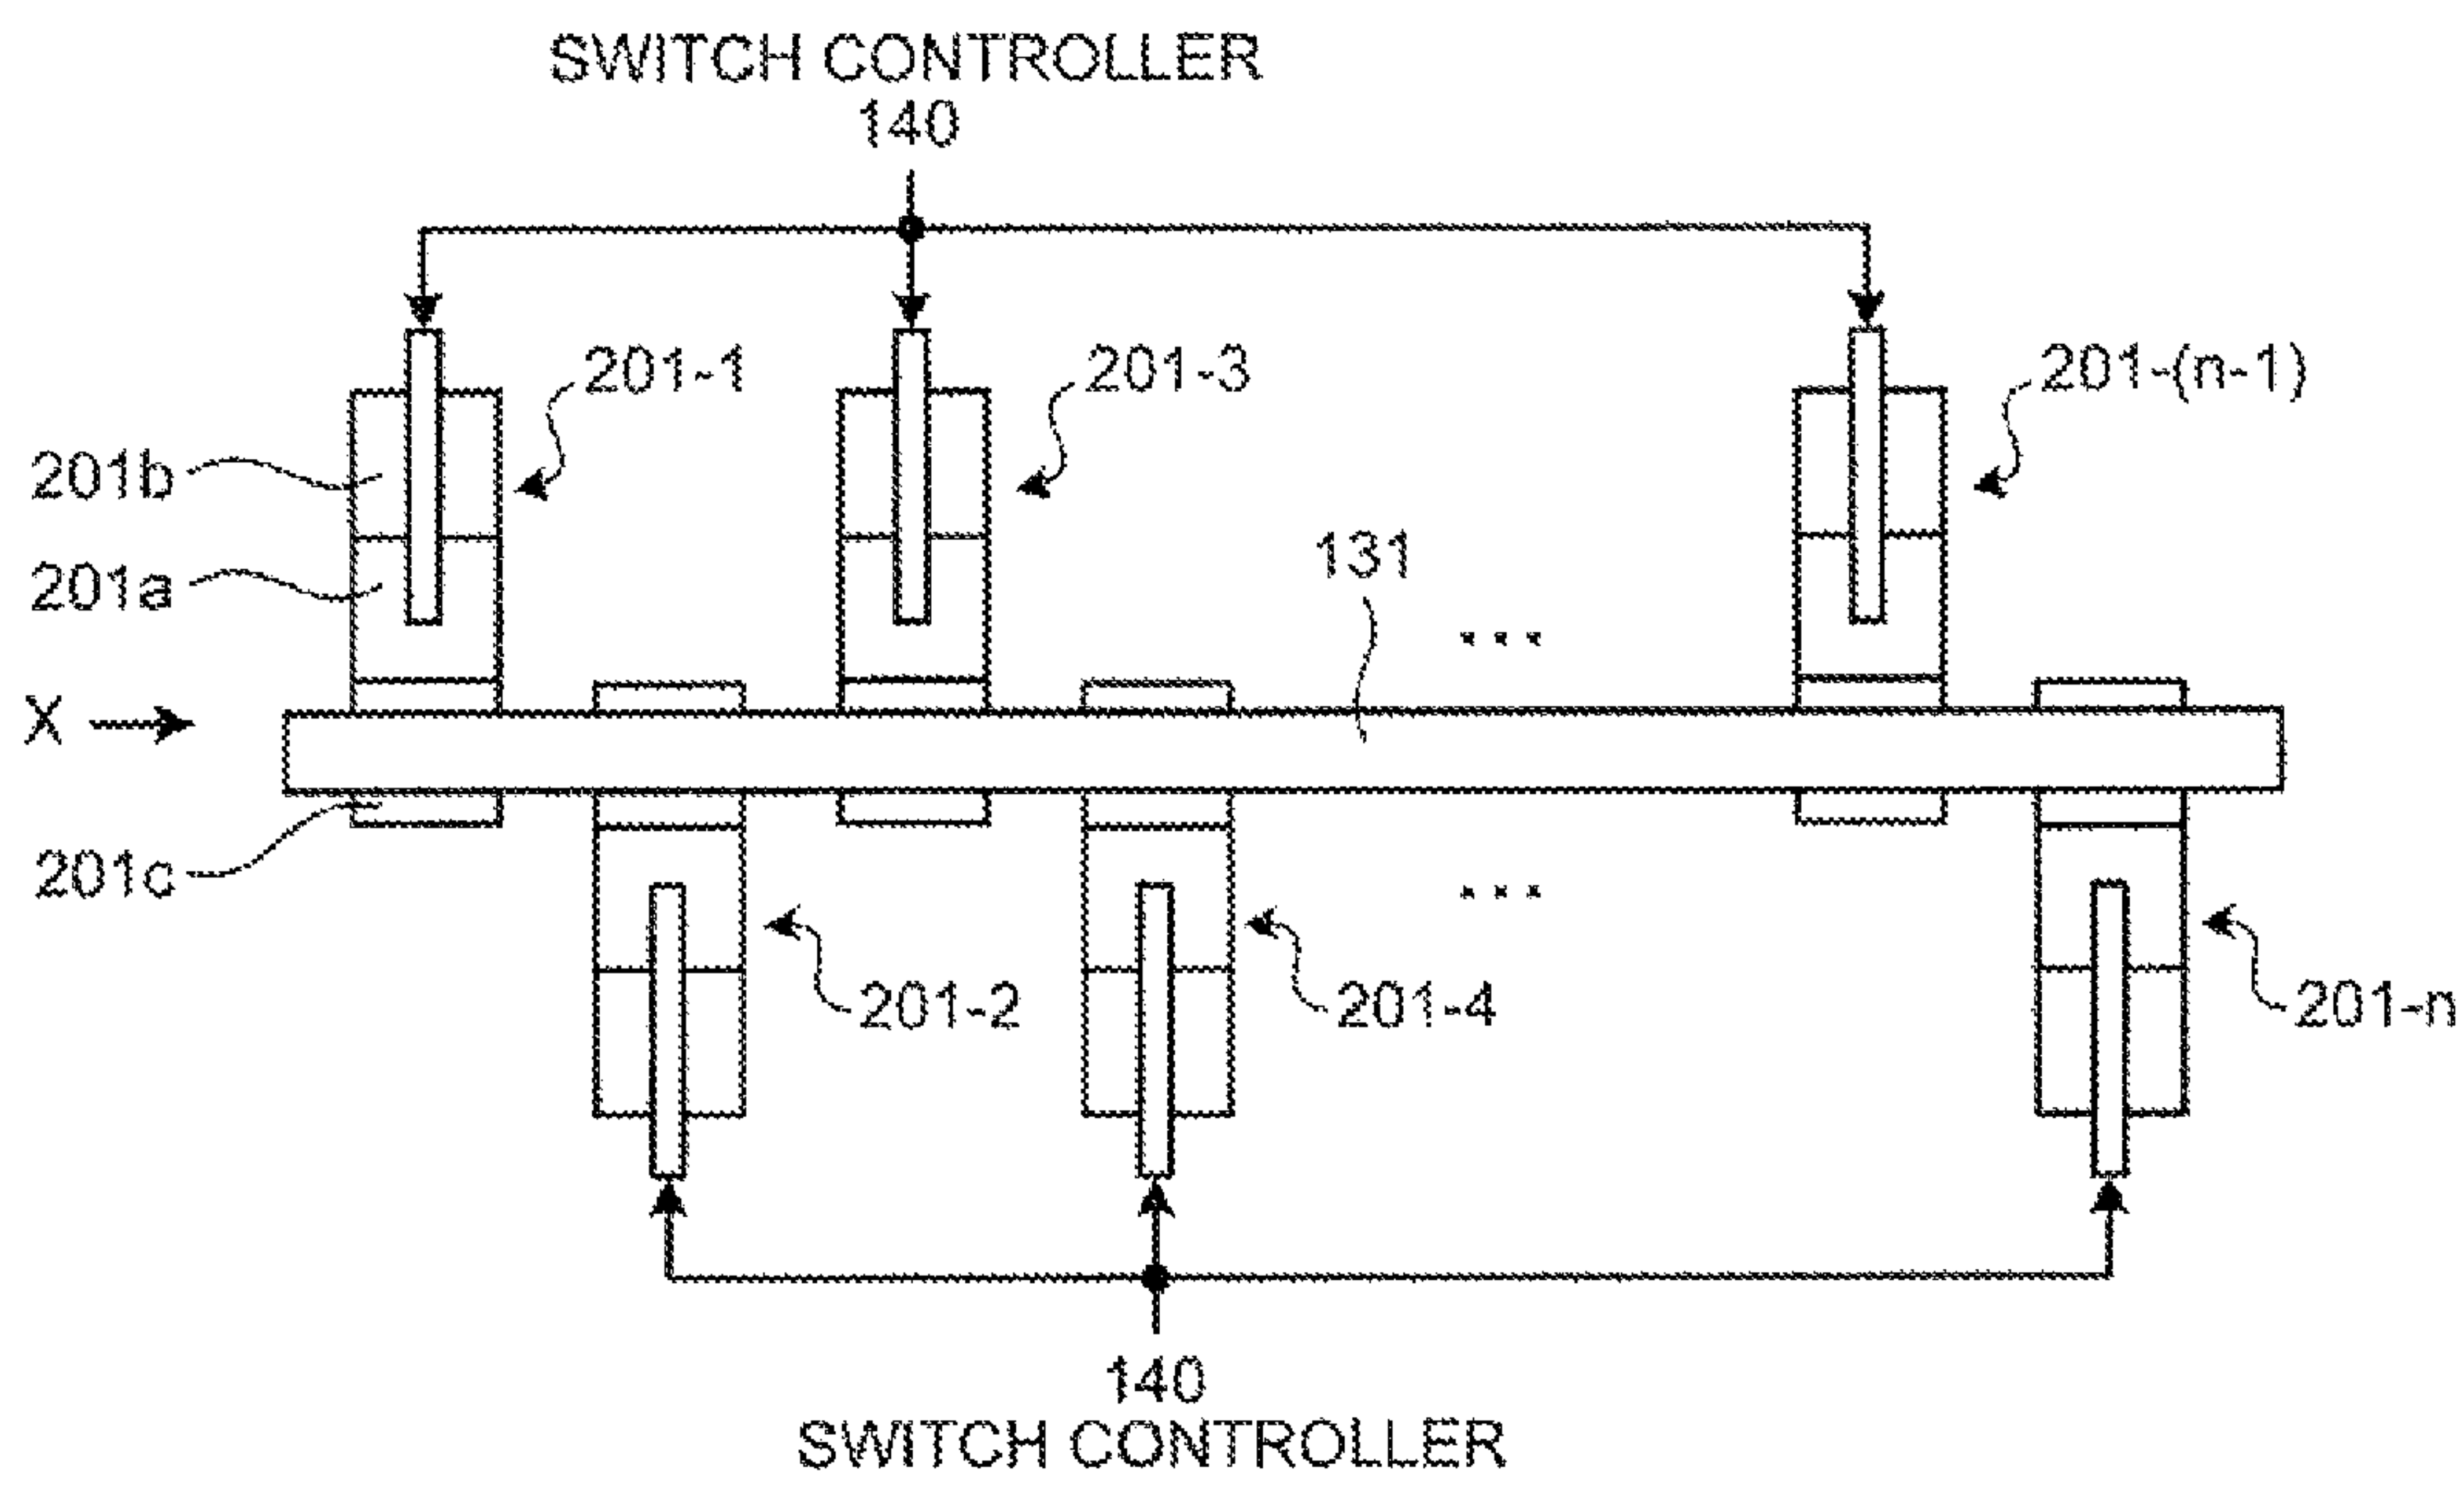 SWITCH CONTROLLER
140
201-1
201-3
201-(n-1)
201b
131
201a
...
X
201c
...
201-2
201-4
201-n
140
SWITCH CONTROLLER